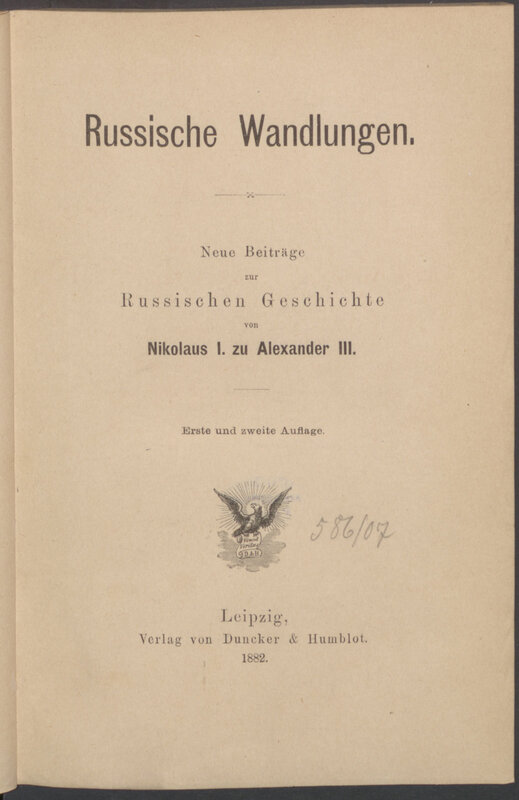 Russische Wandlungen.
Neue Beiträge
zur
Russischen Geschichte
von
Nikolaus I. zu Alexander III.
Erste und zweite Auflage.
586/07
Leipzig,
Verlag von Duncker & Humblot.
1882.